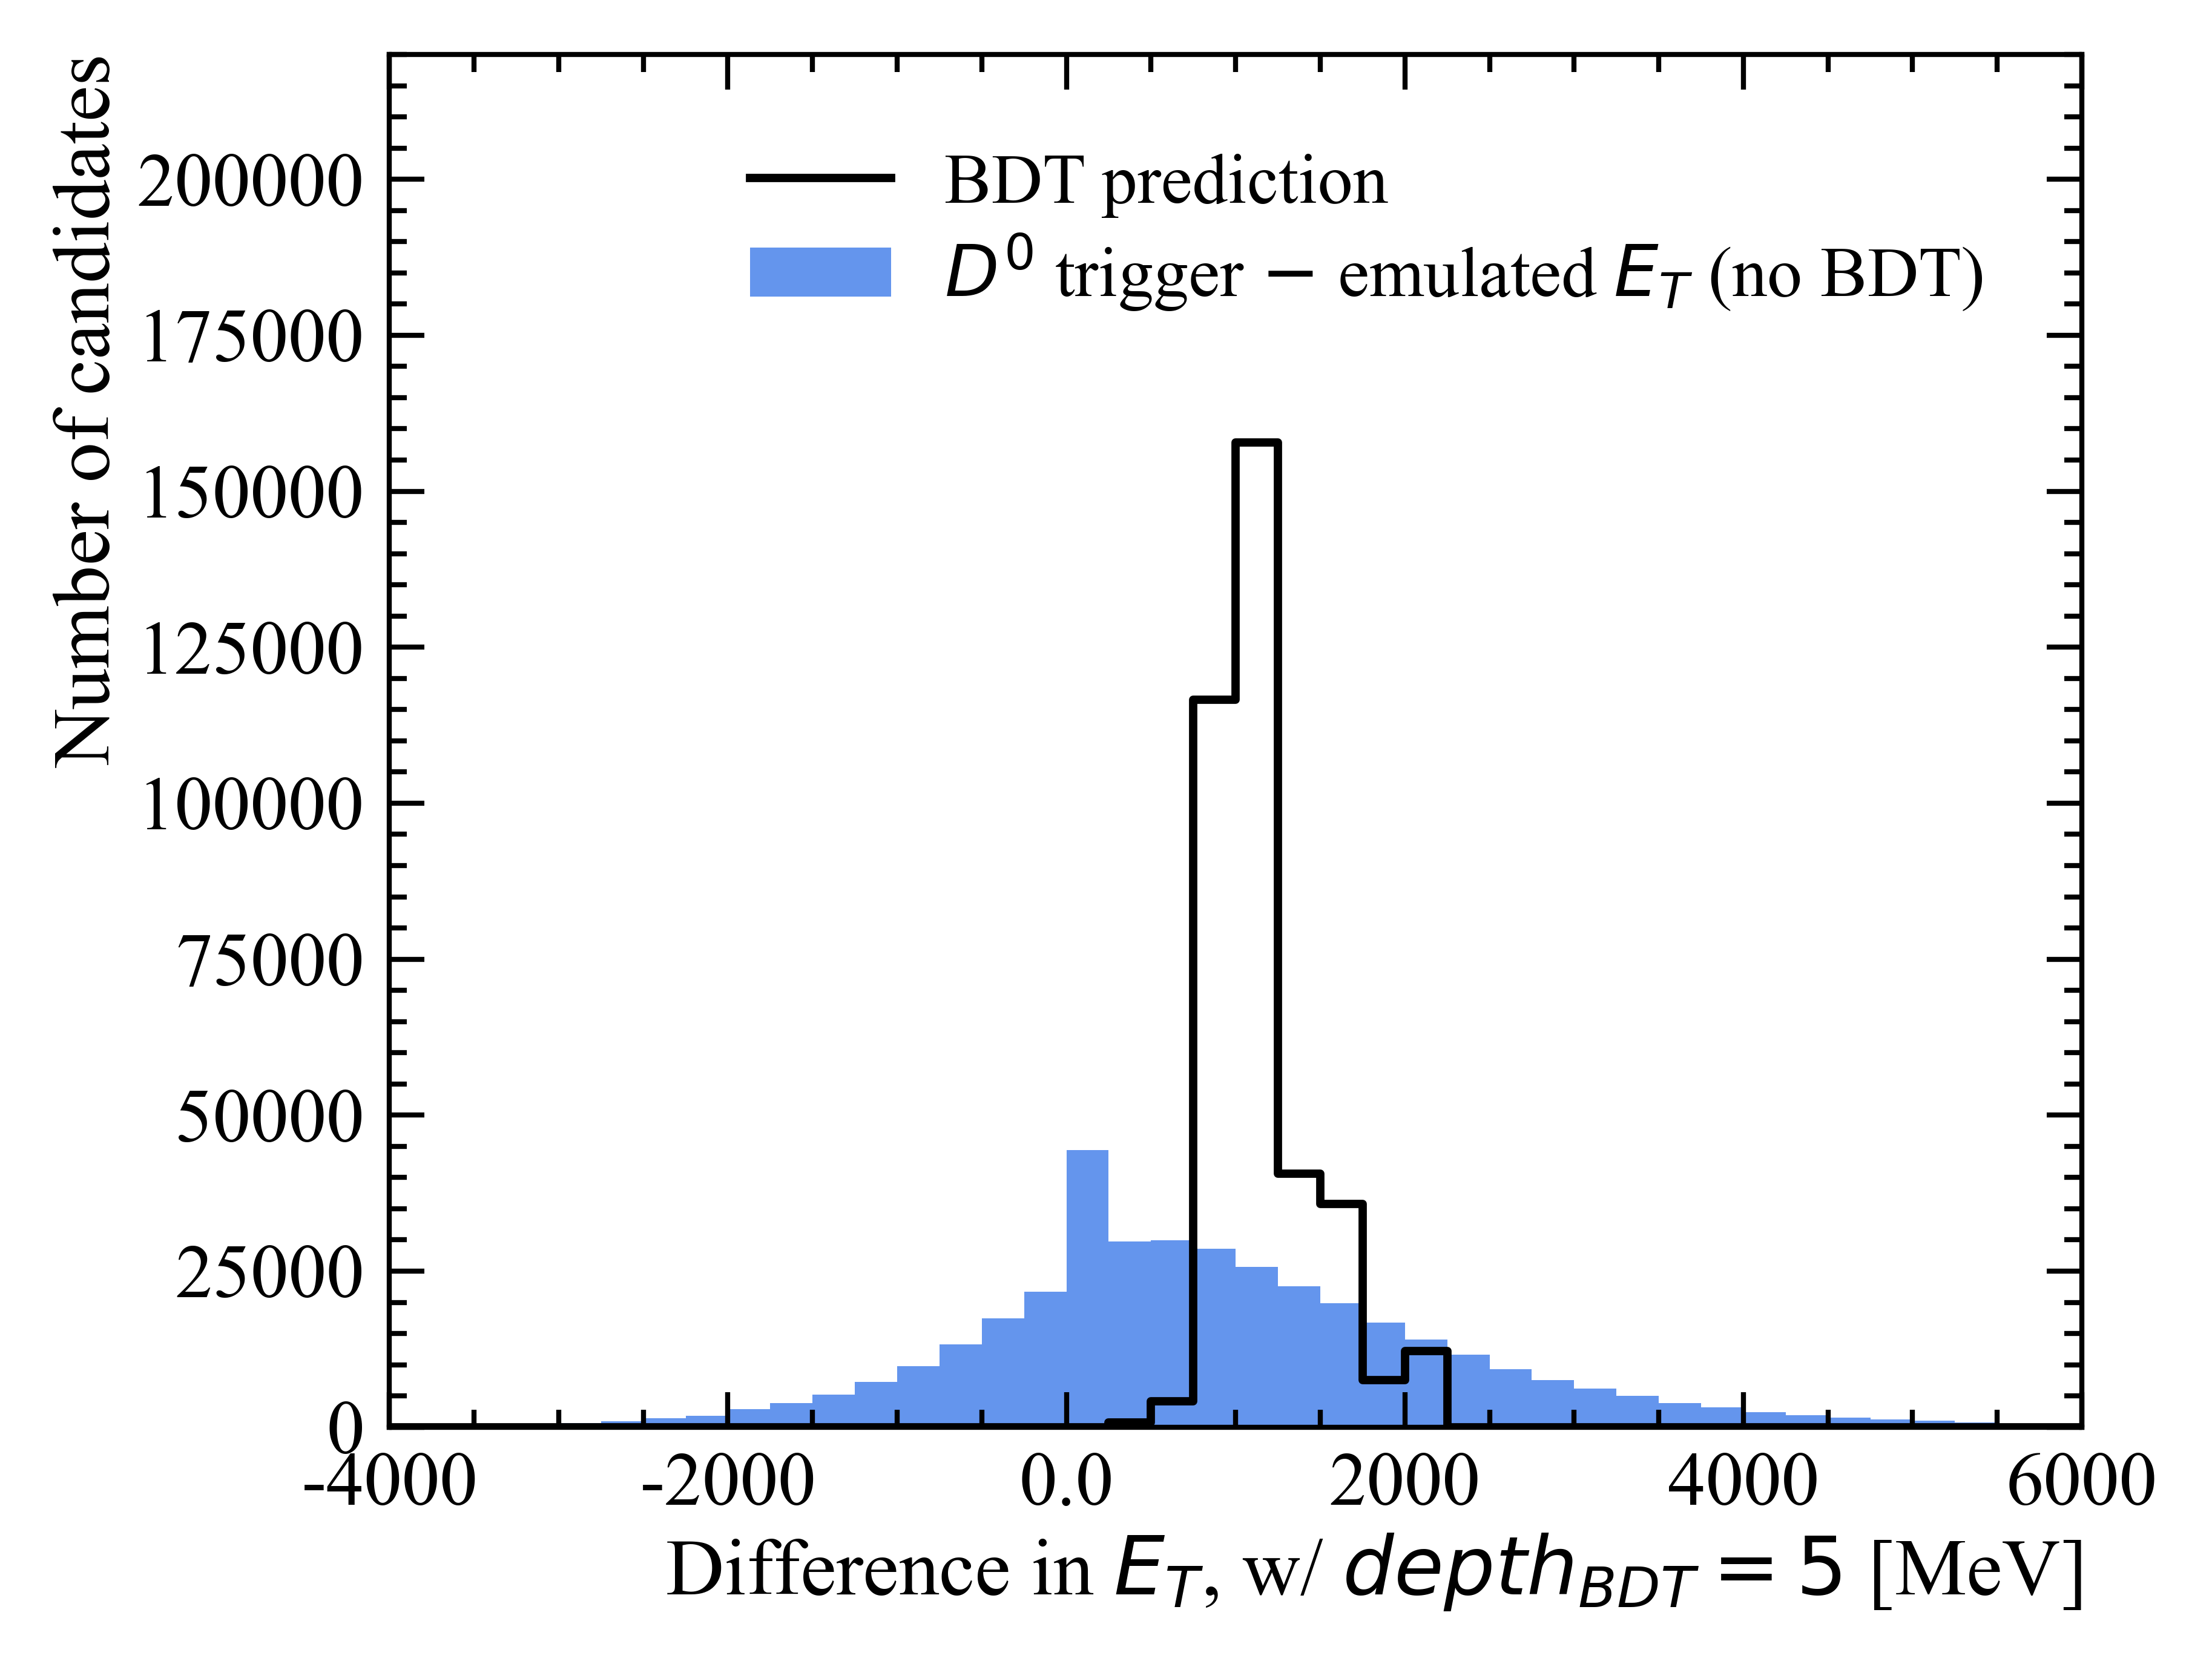 Number of candidates
200000
175000
150000
125000
100000
75000
50000
25000
0
BDT prediction
D⁰ trigger − emulated E_T (no BDT)
-4000 -2000 0.0 2000 4000 6000
Difference in E_T, w/ depth_BDT = 5 [MeV]